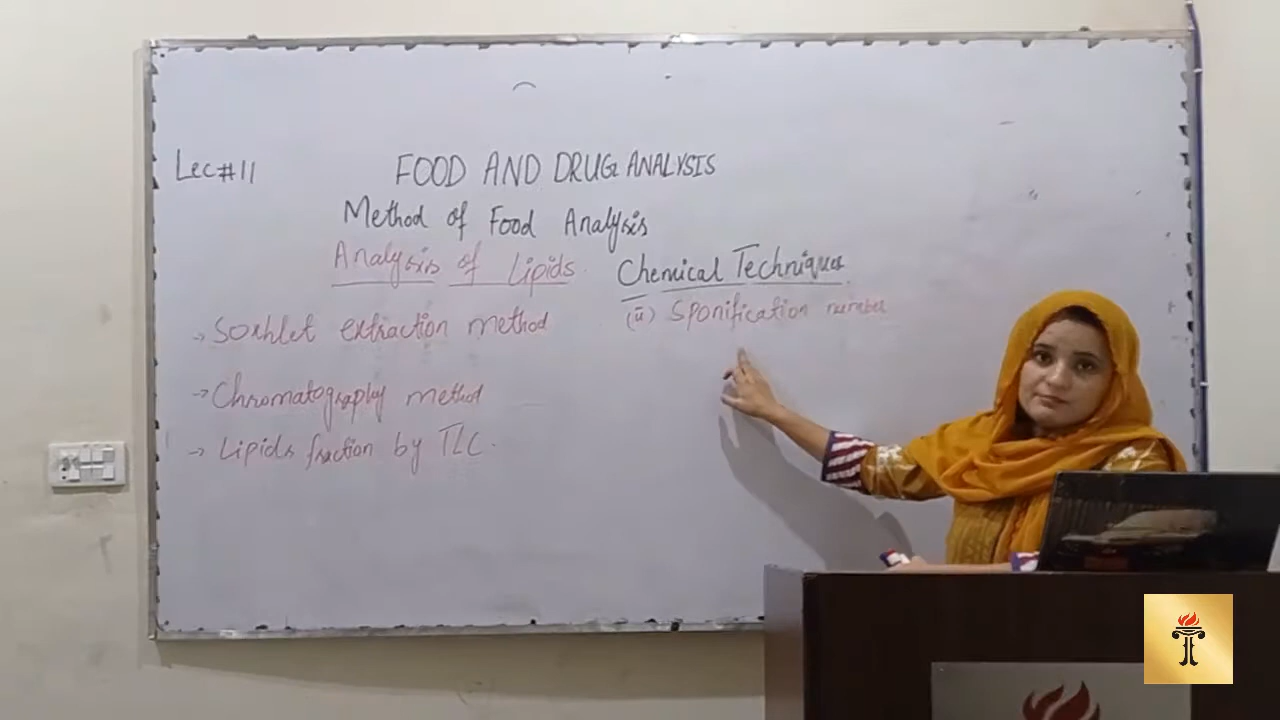 Lec#11
FOOD AND DRUG ANALYSIS
Method of Food Analysis
Analysis of Lipids.
→ Soxhlet extraction method
→ Chromatography method
→ Lipids fraction by TLC.
Chemical Techniques.
(ii) Sponification number